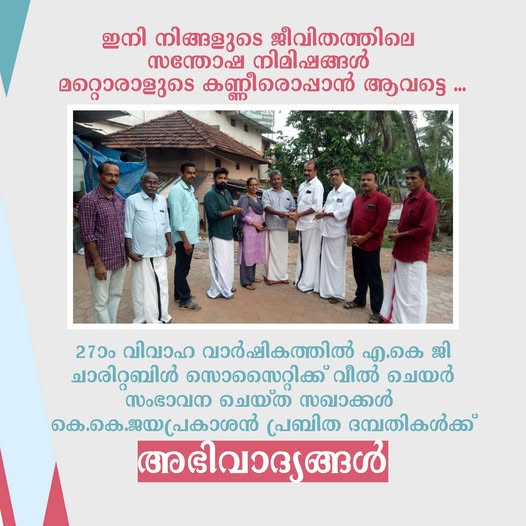 ഇനി നിങ്ങളുടെ ജീവിതത്തിലെ
സന്തോഷ നിമിഷങ്ങൾ
മറ്റൊരാളുടെ കണ്ണീരൊപ്പാൻ ആവട്ടെ ...
27ാം വിവാഹ വാർഷികത്തിൽ എ.കെ ജി
ചാരിറ്റബിൾ സൊസൈറ്റിക്ക് വീൽ ചെയർ
സംഭാവന ചെയ്ത സഖാക്കൾ
കെ.കെ.ജയപ്രകാശൻ പ്രബിത ദമ്പതികൾക്ക്
അഭിവാദ്യങ്ങൾ